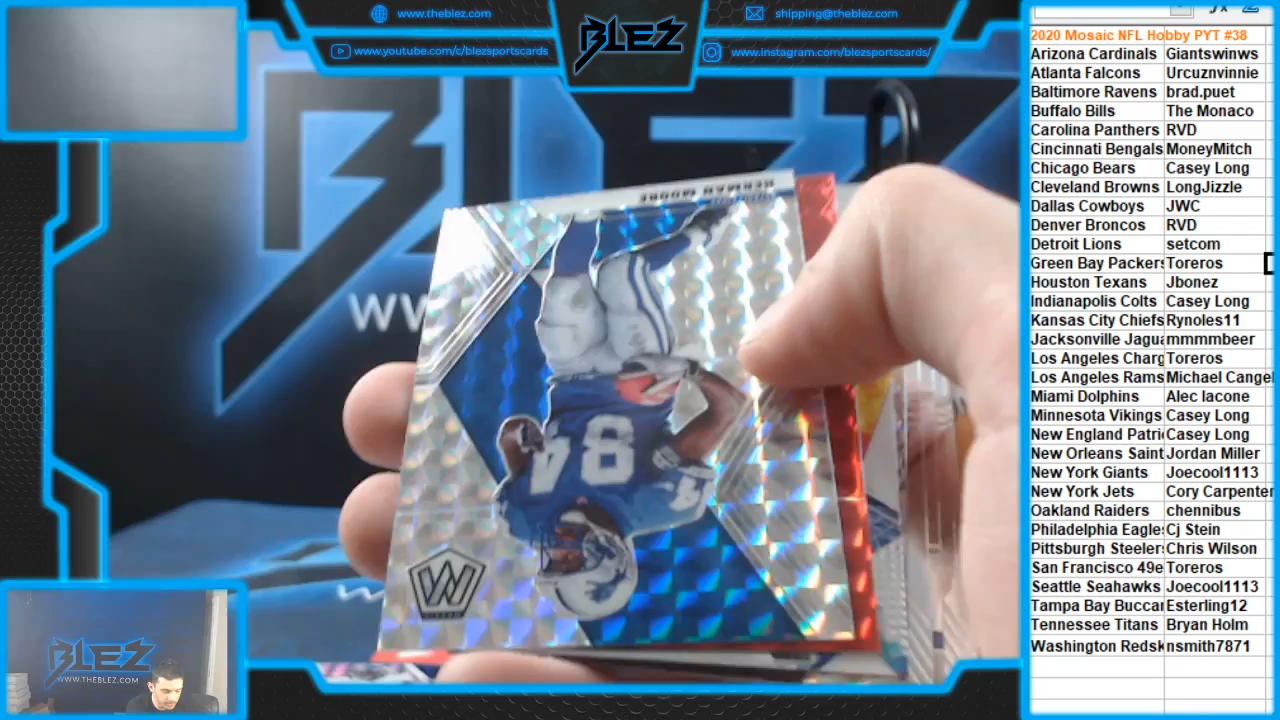 www.theblez.com
shipping@theblez.com
www.youtube.com/c/blezsportscards
BLEZ
www.instagram.com/blezsportscards/
BLEZ
HERMAN MOORE
84
BLEZ
WWW.THEBLEZ.COM
2020 Mosaic NFL Hobby PYT #38
Arizona Cardinals Giantswinws
Atlanta Falcons Urcuznvinnie
Baltimore Ravens brad.puet
Buffalo Bills The Monaco
Carolina Panthers RVD
Cincinnati Bengals MoneyMitch
Chicago Bears Casey Long
Cleveland Browns LongJizzle
Dallas Cowboys JWC
Denver Broncos RVD
Detroit Lions setcom
Green Bay Packers Toreros
Houston Texans Jbonez
Indianapolis Colts Casey Long
Kansas City Chiefs Rynoles11
Jacksonville Jagua mmmmbeer
Los Angeles Charg Toreros
Los Angeles Rams Michael Cangel
Miami Dolphins Alec Iacone
Minnesota Vikings Casey Long
New England Patri Casey Long
New Orleans Saint Jordan Miller
New York Giants Joecool1113
New York Jets Cory Carpenter
Oakland Raiders chennibus
Philadelphia Eagle Cj Stein
Pittsburgh Steeler Chris Wilson
San Francisco 49e Toreros
Seattle Seahawks Joecool1113
Tampa Bay Buccar Esterling12
Tennessee Titans Bryan Holm
Washington Redsk nsmith7871